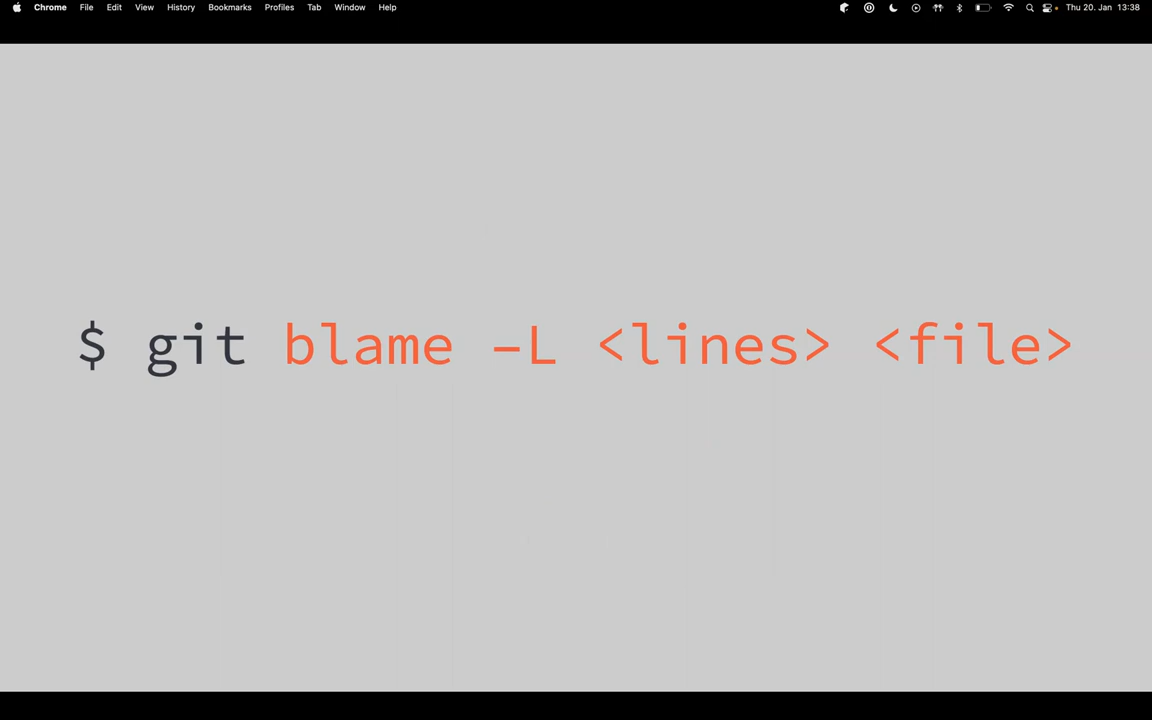 Chrome File Edit View History Bookmarks Profiles Tab Window Help Thu 20. Jan 13:38
$ git blame -L <lines> <file>